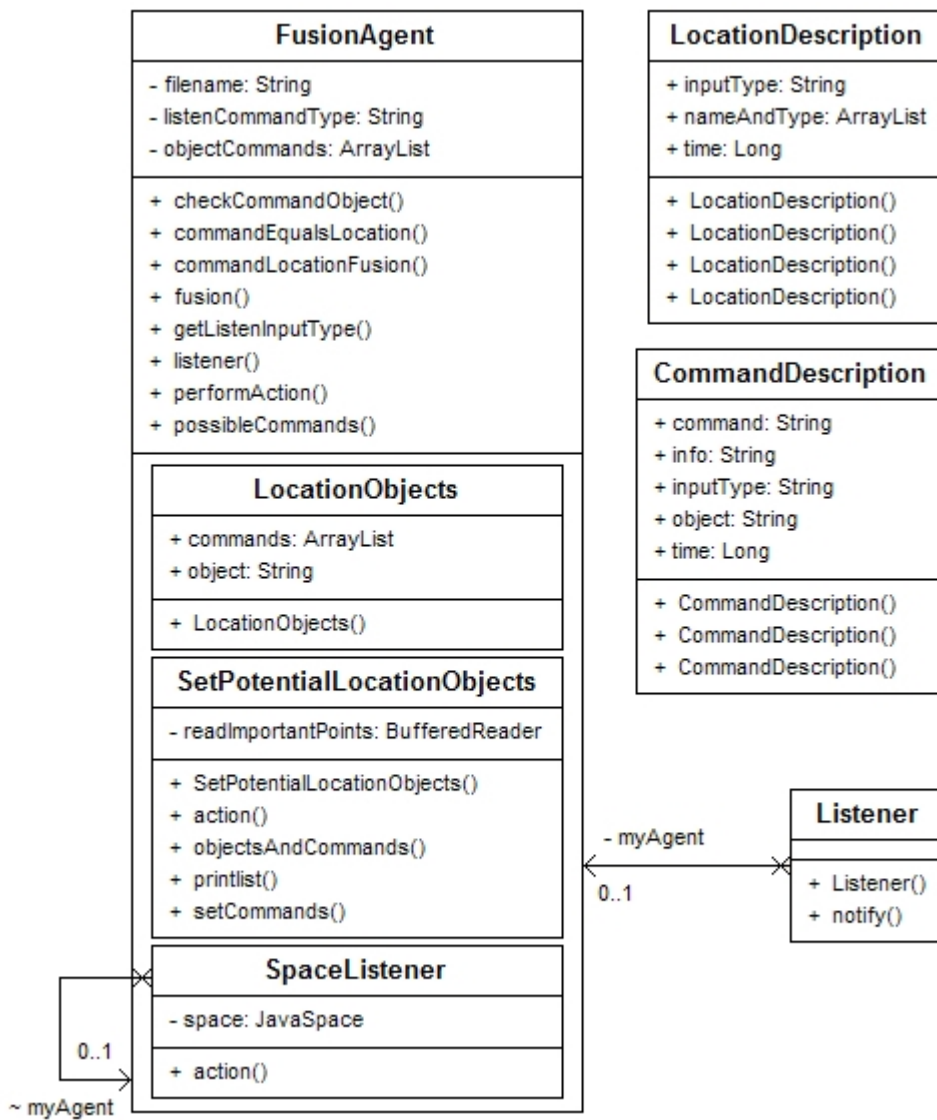 FusionAgent
- filename: String
- listenCommandType: String
- objectCommands: ArrayList
+ checkCommandObject()
+ commandEqualsLocation()
+ commandLocationFusion()
+ fusion()
+ getListenInputType()
+ listener()
+ performAction()
+ possibleCommands()
LocationObjects
+ commands: ArrayList
+ object: String
+ LocationObjects()
SetPotentialLocationObjects
- readImportantPoints: BufferedReader
+ SetPotentialLocationObjects()
+ action()
+ objectsAndCommands()
+ printlist()
+ setCommands()
SpaceListener
- space: JavaSpace
+ action()
0..1
~ myAgent
LocationDescription
+ inputType: String
+ nameAndType: ArrayList
+ time: Long
+ LocationDescription()
+ LocationDescription()
+ LocationDescription()
+ LocationDescription()
CommandDescription
+ command: String
+ info: String
+ inputType: String
+ object: String
+ time: Long
+ CommandDescription()
+ CommandDescription()
+ CommandDescription()
- myAgent
0..1
Listener
+ Listener()
+ notify()